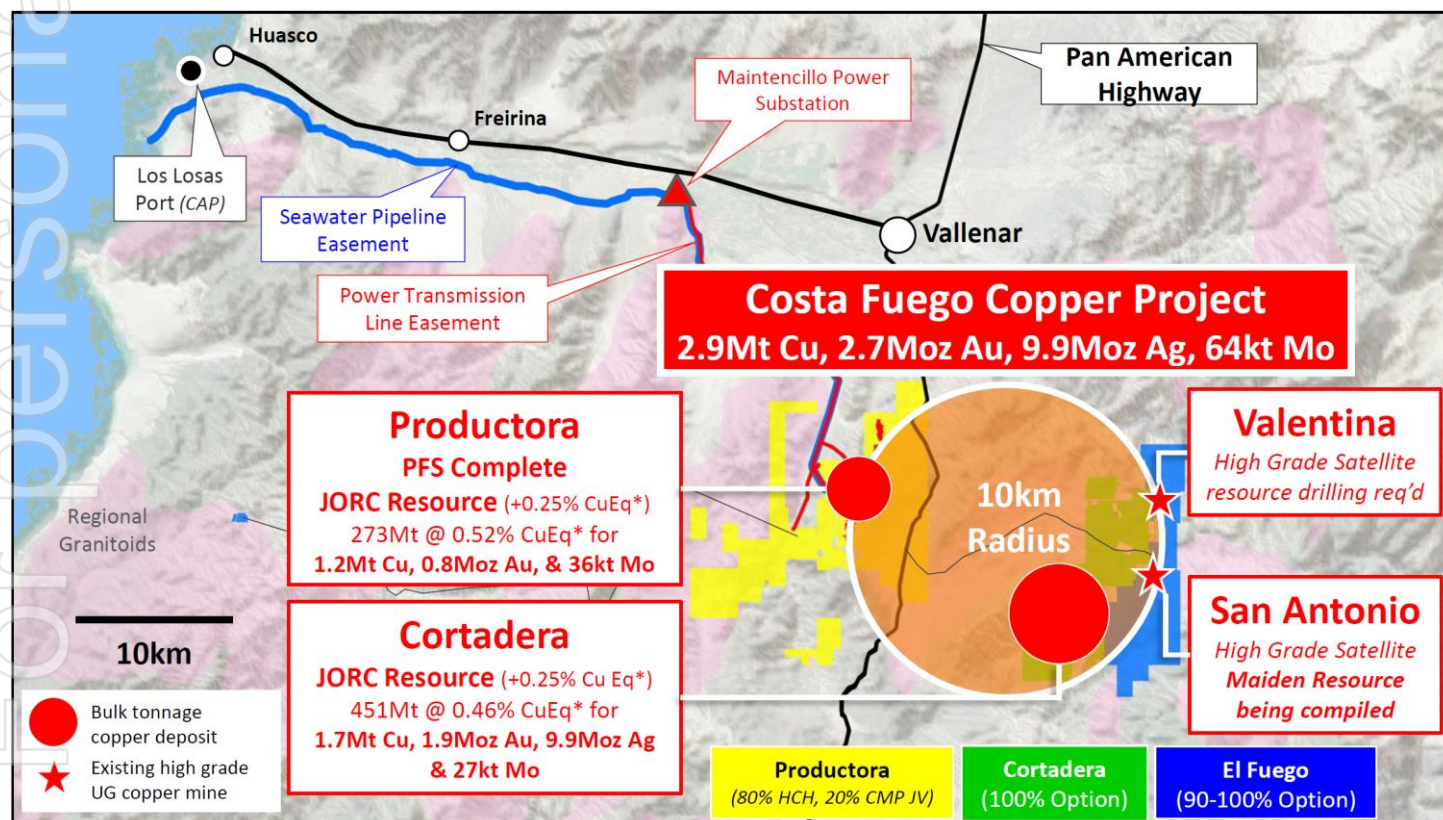 For personal
Huasco
Freirina
Vallenar
Pan American
Highway
Maintencillo Power
Substation
Los Losas
Port (CAP)
Seawater Pipeline
Easement
Power Transmission
Line Easement
Costa Fuego Copper Project
2.9Mt Cu, 2.7Moz Au, 9.9Moz Ag, 64kt Mo
Productora
PFS Complete
JORC Resource (+0.25% CuEq*)
273Mt @ 0.52% CuEq* for
1.2Mt Cu, 0.8Moz Au, & 36kt Mo
Cortadera
JORC Resource (+0.25% Cu Eq*)
451Mt @ 0.46% CuEq* for
1.7Mt Cu, 1.9Moz Au, 9.9Moz Ag
& 27kt Mo
10km
Radius
Valentina
High Grade Satellite
resource drilling req'd
San Antonio
High Grade Satellite
Maiden Resource
being compiled
Regional
Granitoids
10km
Bulk tonnage
copper deposit
Existing high grade
UG copper mine
Productora
(80% HCH, 20% CMP JV)
Cortadera
(100% Option)
El Fuego
(90-100% Option)